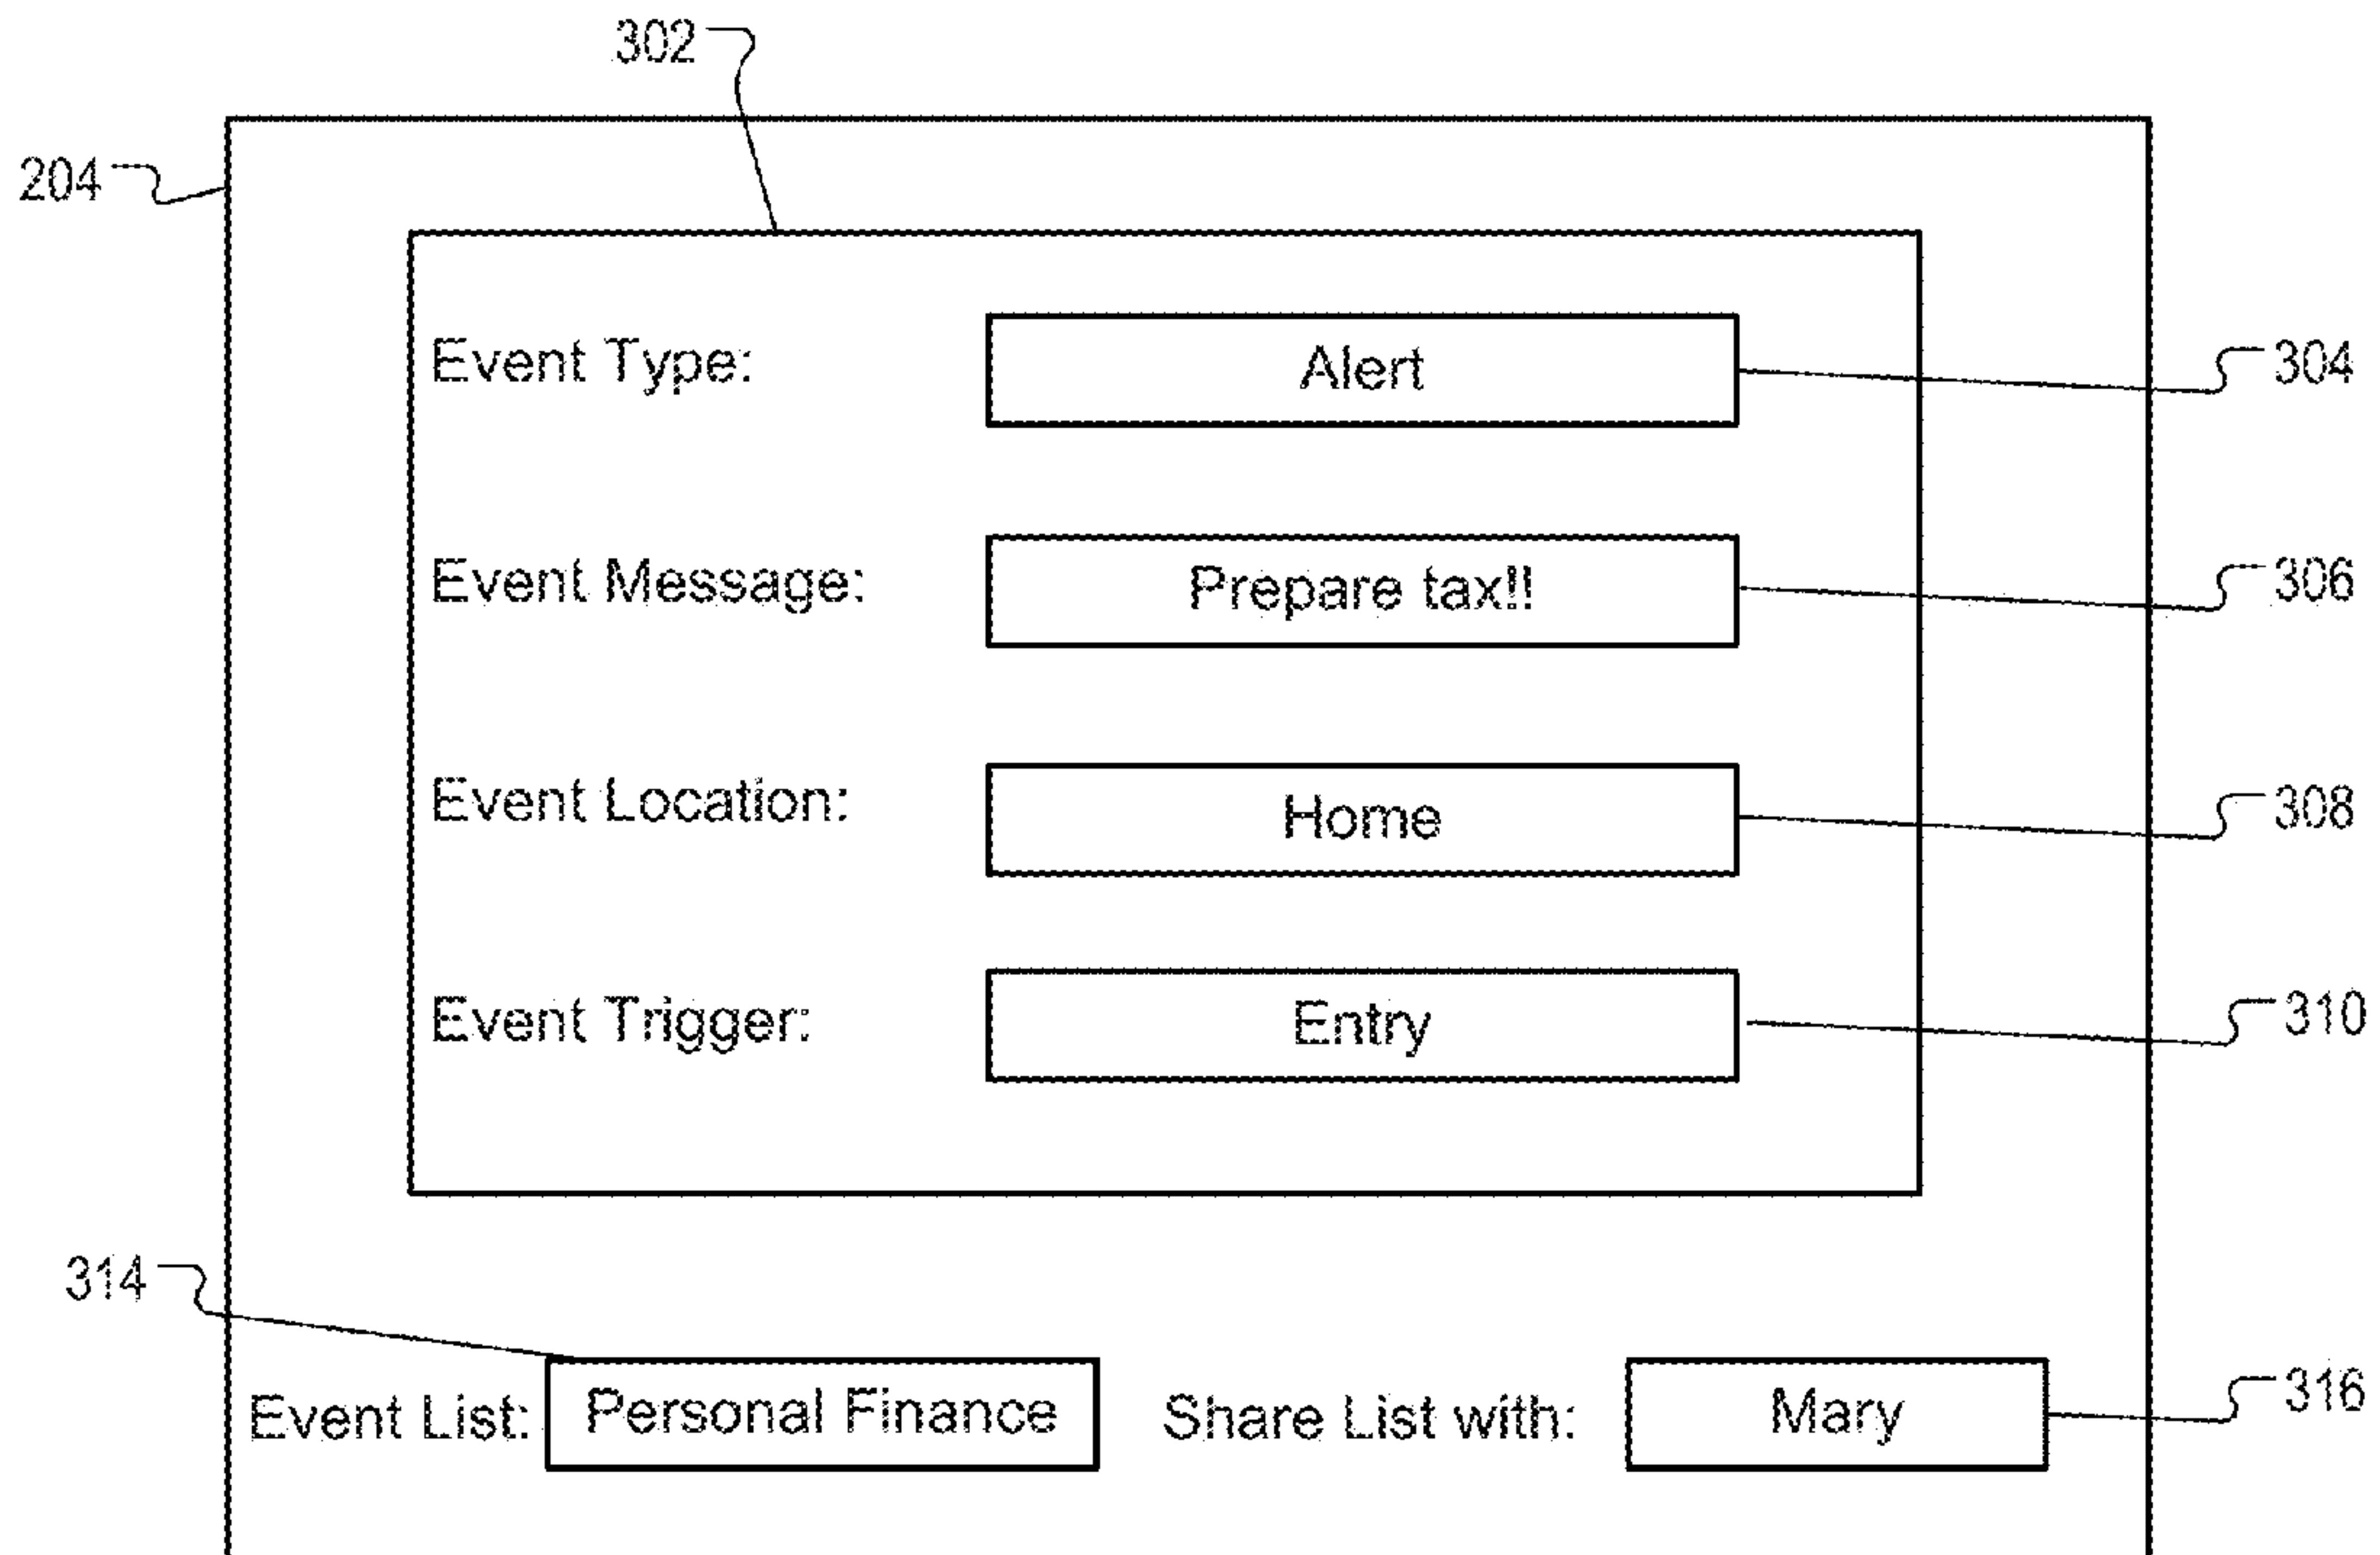 302
204
Event Type: Alert 304
Event Message: Prepare tax!! 306
Event Location: Home 308
Event Trigger: Entry 310
314
Event List: Personal Finance Share List with: Mary 316